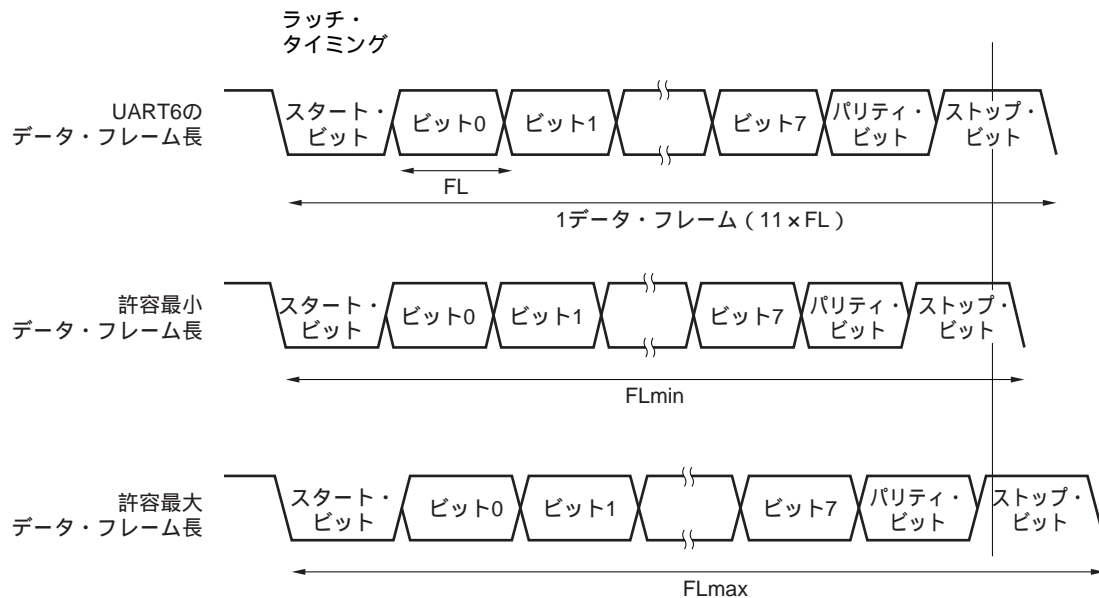 ラッチ・
タイミング
UART6の
データ・フレーム長
スタート・
ビット
ビット0
ビット1
ビット7
パリティ・
ビット
ストップ・
ビット
FL
1データ・フレーム（11×FL）
許容最小
データ・フレーム長
スタート・
ビット
ビット0
ビット1
ビット7
パリティ・
ビット
ストップ・
ビット
FLmin
許容最大
データ・フレーム長
スタート・
ビット
ビット0
ビット1
ビット7
パリティ・
ビット
ストップ・
ビット
FLmax